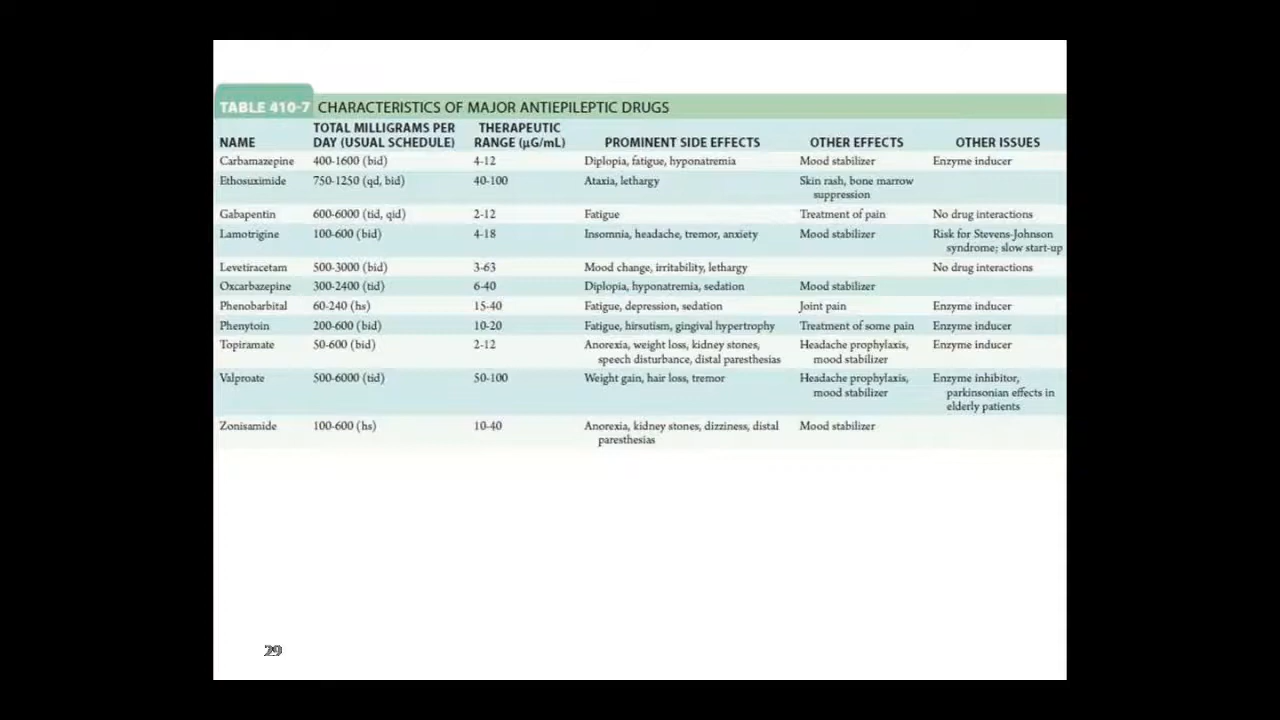 TABLE 410-7 CHARACTERISTICS OF MAJOR ANTIEPILEPTIC DRUGS
TOTAL MILLIGRAMS PER THERAPEUTIC
NAME DAY (USUAL SCHEDULE) RANGE (μG/mL) PROMINENT SIDE EFFECTS OTHER EFFECTS OTHER ISSUES
Carbamazepine 400-1600 (bid) 4-12 Diplopia, fatigue, hyponatremia Mood stabilizer Enzyme inducer
Ethosuximide 750-1250 (qd, bid) 40-100 Ataxia, lethargy Skin rash, bone marrow
suppression
Gabapentin 600-6000 (tid, qid) 2-12 Fatigue Treatment of pain No drug interactions
Lamotrigine 100-600 (bid) 4-18 Insomnia, headache, tremor, anxiety Mood stabilizer Risk for Stevens-Johnson
syndrome; slow start-up
Levetiracetam 500-3000 (bid) 3-63 Mood change, irritability, lethargy No drug interactions
Oxcarbazepine 300-2400 (tid) 6-40 Diplopia, hyponatremia, sedation Mood stabilizer
Phenobarbital 60-240 (hs) 15-40 Fatigue, depression, sedation Joint pain Enzyme inducer
Phenytoin 200-600 (bid) 10-20 Fatigue, hirsutism, gingival hypertrophy Treatment of some pain Enzyme inducer
Topiramate 50-600 (bid) 2-12 Anorexia, weight loss, kidney stones, Headache prophylaxis, Enzyme inducer
speech disturbance, distal paresthesias mood stabilizer
Valproate 500-6000 (tid) 50-100 Weight gain, hair loss, tremor Headache prophylaxis, Enzyme inhibitor,
mood stabilizer parkinsonian effects in
elderly patients
Zonisamide 100-600 (hs) 10-40 Anorexia, kidney stones, dizziness, distal Mood stabilizer
paresthesias
29